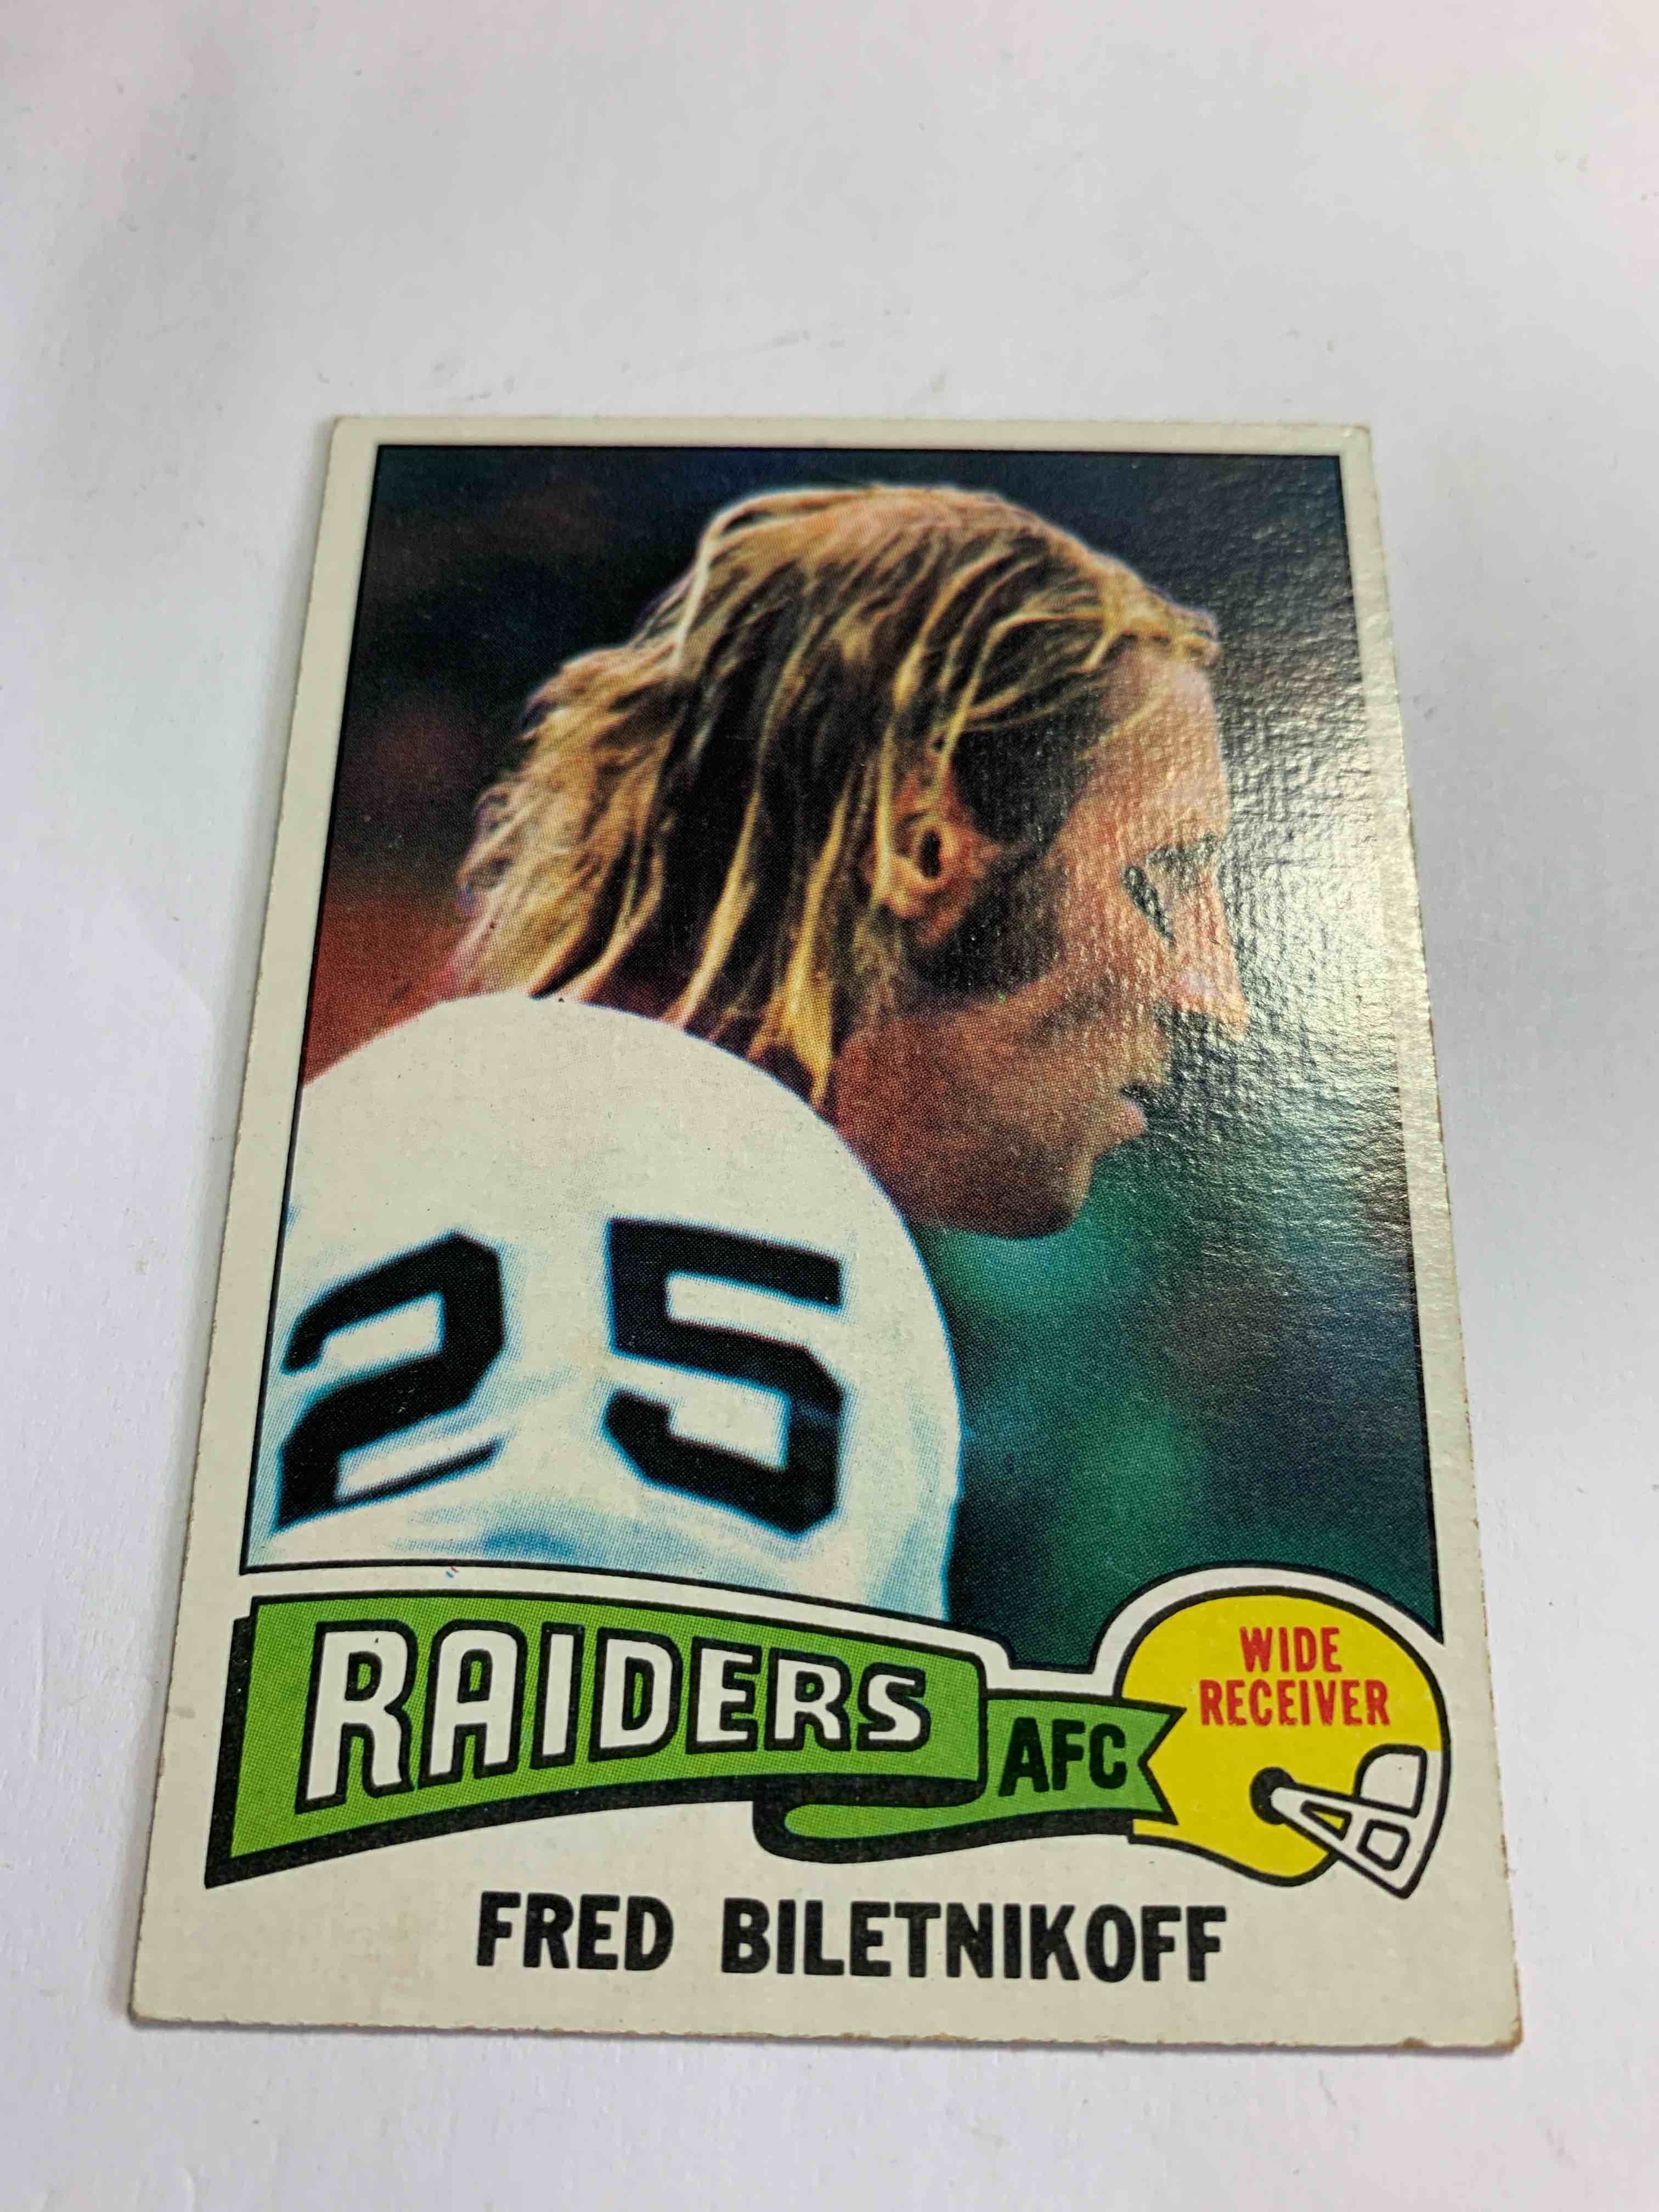 25
RAIDERS
AFC
WIDE
RECEIVER
FRED BILETNIKOFF